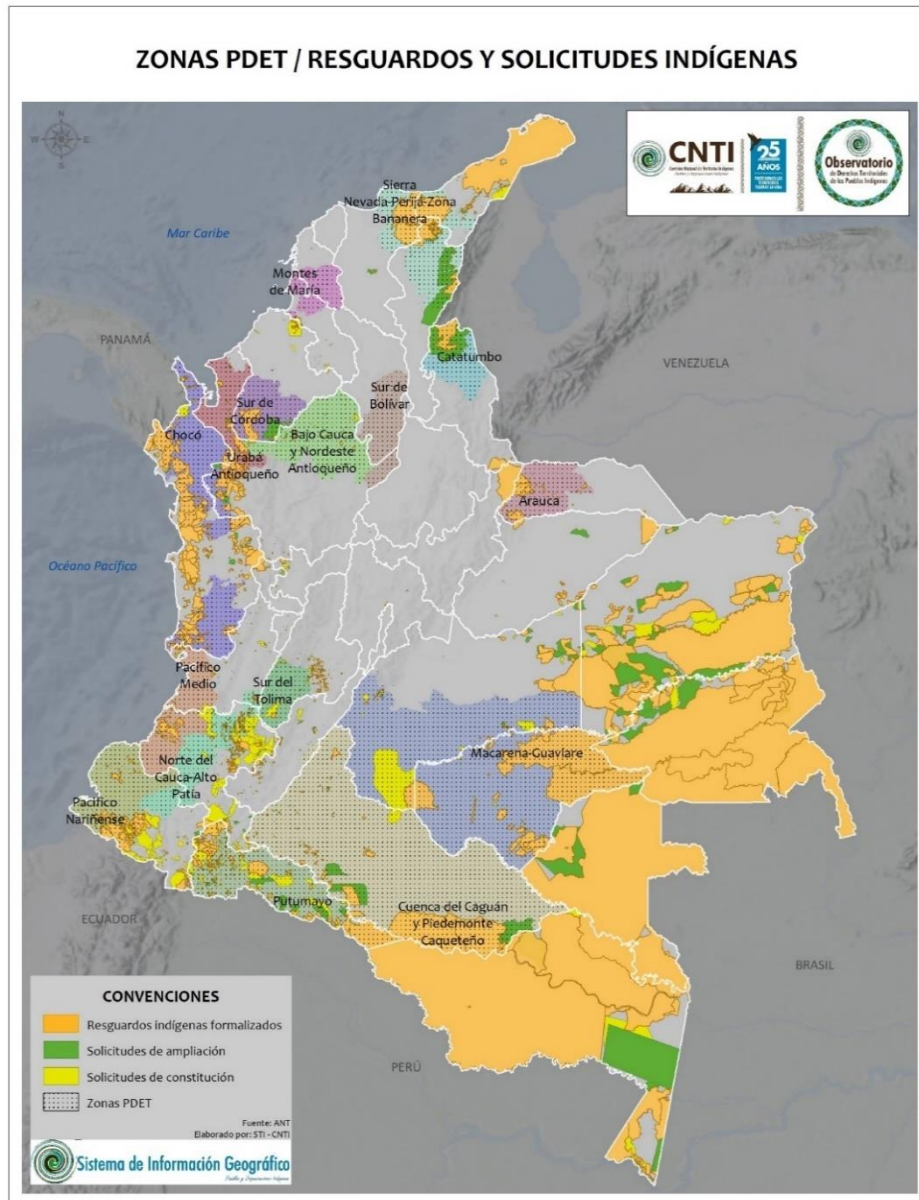 ZONAS PDET / RESGUARDOS Y SOLICITUDES INDÍGENAS
N
W
E
S
CNTI
25
AÑOS
Observatorio
de Derechos Territoriales
de los Pueblos Indígenas
Mar Caribe
Sierra
Nevada-Perijá-Zona
Bananera
Montes
de María
PANAMÁ
VENEZUELA
Catatumbo
Sur de
Bolívar
Sur de
Córdoba
Chocó
Bajo Cauca
y Nordeste
Antioqueño
Urabá
Antioqueño
Arauca
Océano Pacífico
Pacífico
Medio
Sur del
Tolima
Macarena-Guaviare
Norte del
Cauca-Alto
Patía
Pacífico
Nariñense
Putumayo
Cuenca del Caguán
y Piedemonte
Caqueteño
ECUADOR
BRASIL
PERÚ
CONVENCIONES
Resguardos indígenas formalizados
Solicitudes de ampliación
Solicitudes de constitución
Zonas PDET
Fuente: ANT
Elaborado por: STI - CNTI
Sistema de Información Geográfico